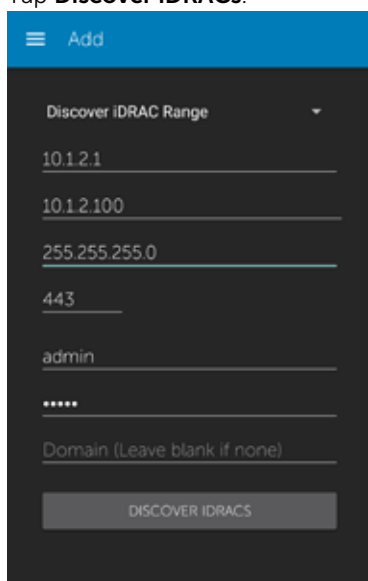 Tap Discover iDRACs.
Add
Discover iDRAC Range
10.1.2.1
10.1.2.100
255.255.255.0
443
admin
•••••
Domain (Leave blank if none)
DISCOVER IDRACS